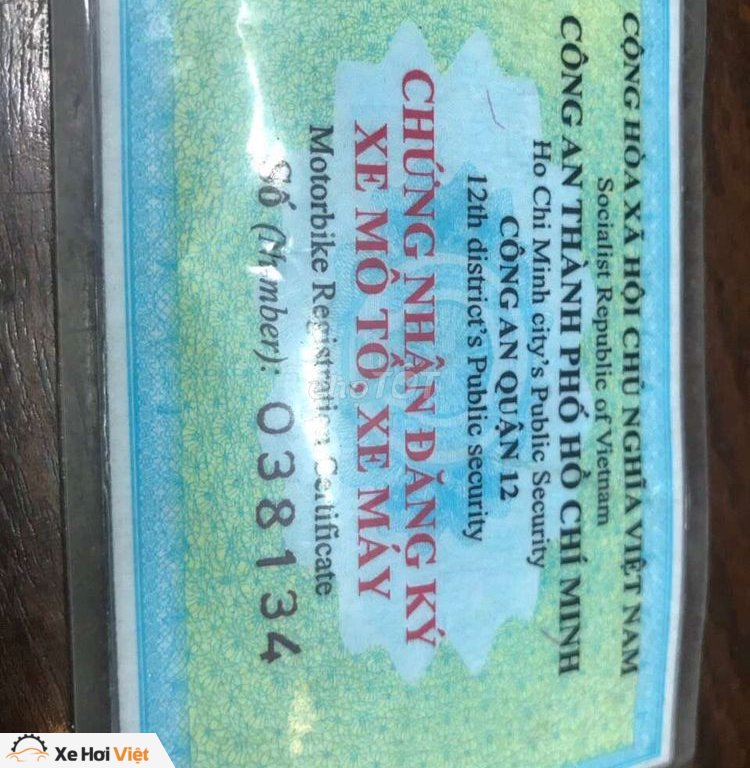 CỘNG HÒA XÃ HỘI CHỦ NGHĨA VIỆT NAM
Socialist Republic of Vietnam
CÔNG AN THÀNH PHỐ HỒ CHÍ MINH
Ho Chi Minh city's Public Security
CÔNG AN QUẬN 12
12th district's Public security
CHỨNG NHẬN ĐĂNG KÝ
XE MÔ TÔ XE MÁY
Motorbike Registration Certificate
Số (Number): 038134
choTOT
Xe Hơi Việt